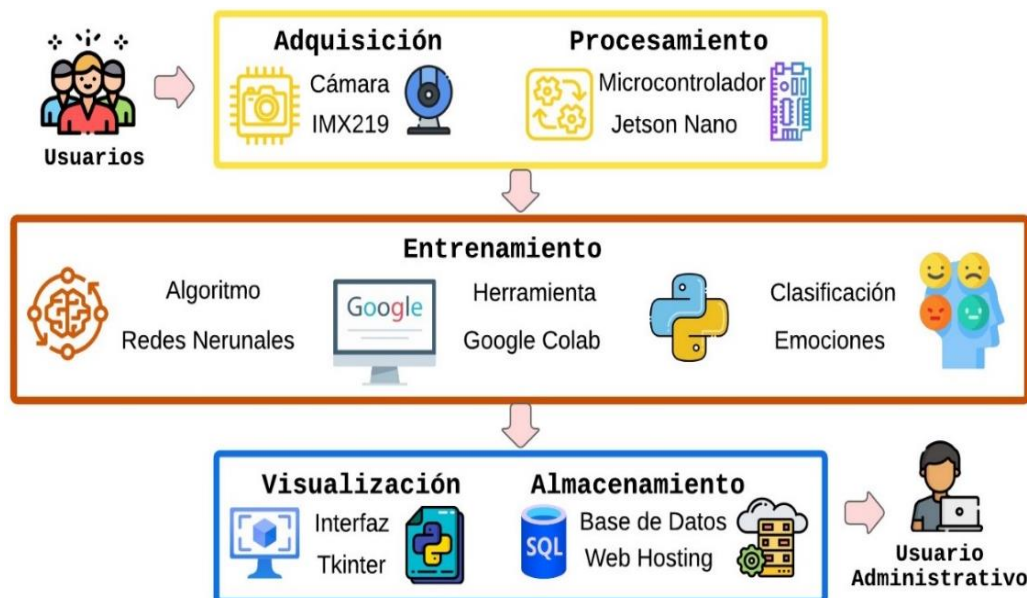 Adquisición
Procesamiento
Cámara
IMX219
Microcontrolador
Jetson Nano
Usuarios
Entrenamiento
Algoritmo
Redes Nerunales
Google
Herramienta
Google Colab
Clasificación
Emociones
Visualización
Almacenamiento
Interfaz
Tkinter
SQL
Base de Datos
Web Hosting
Usuario
Administrativo